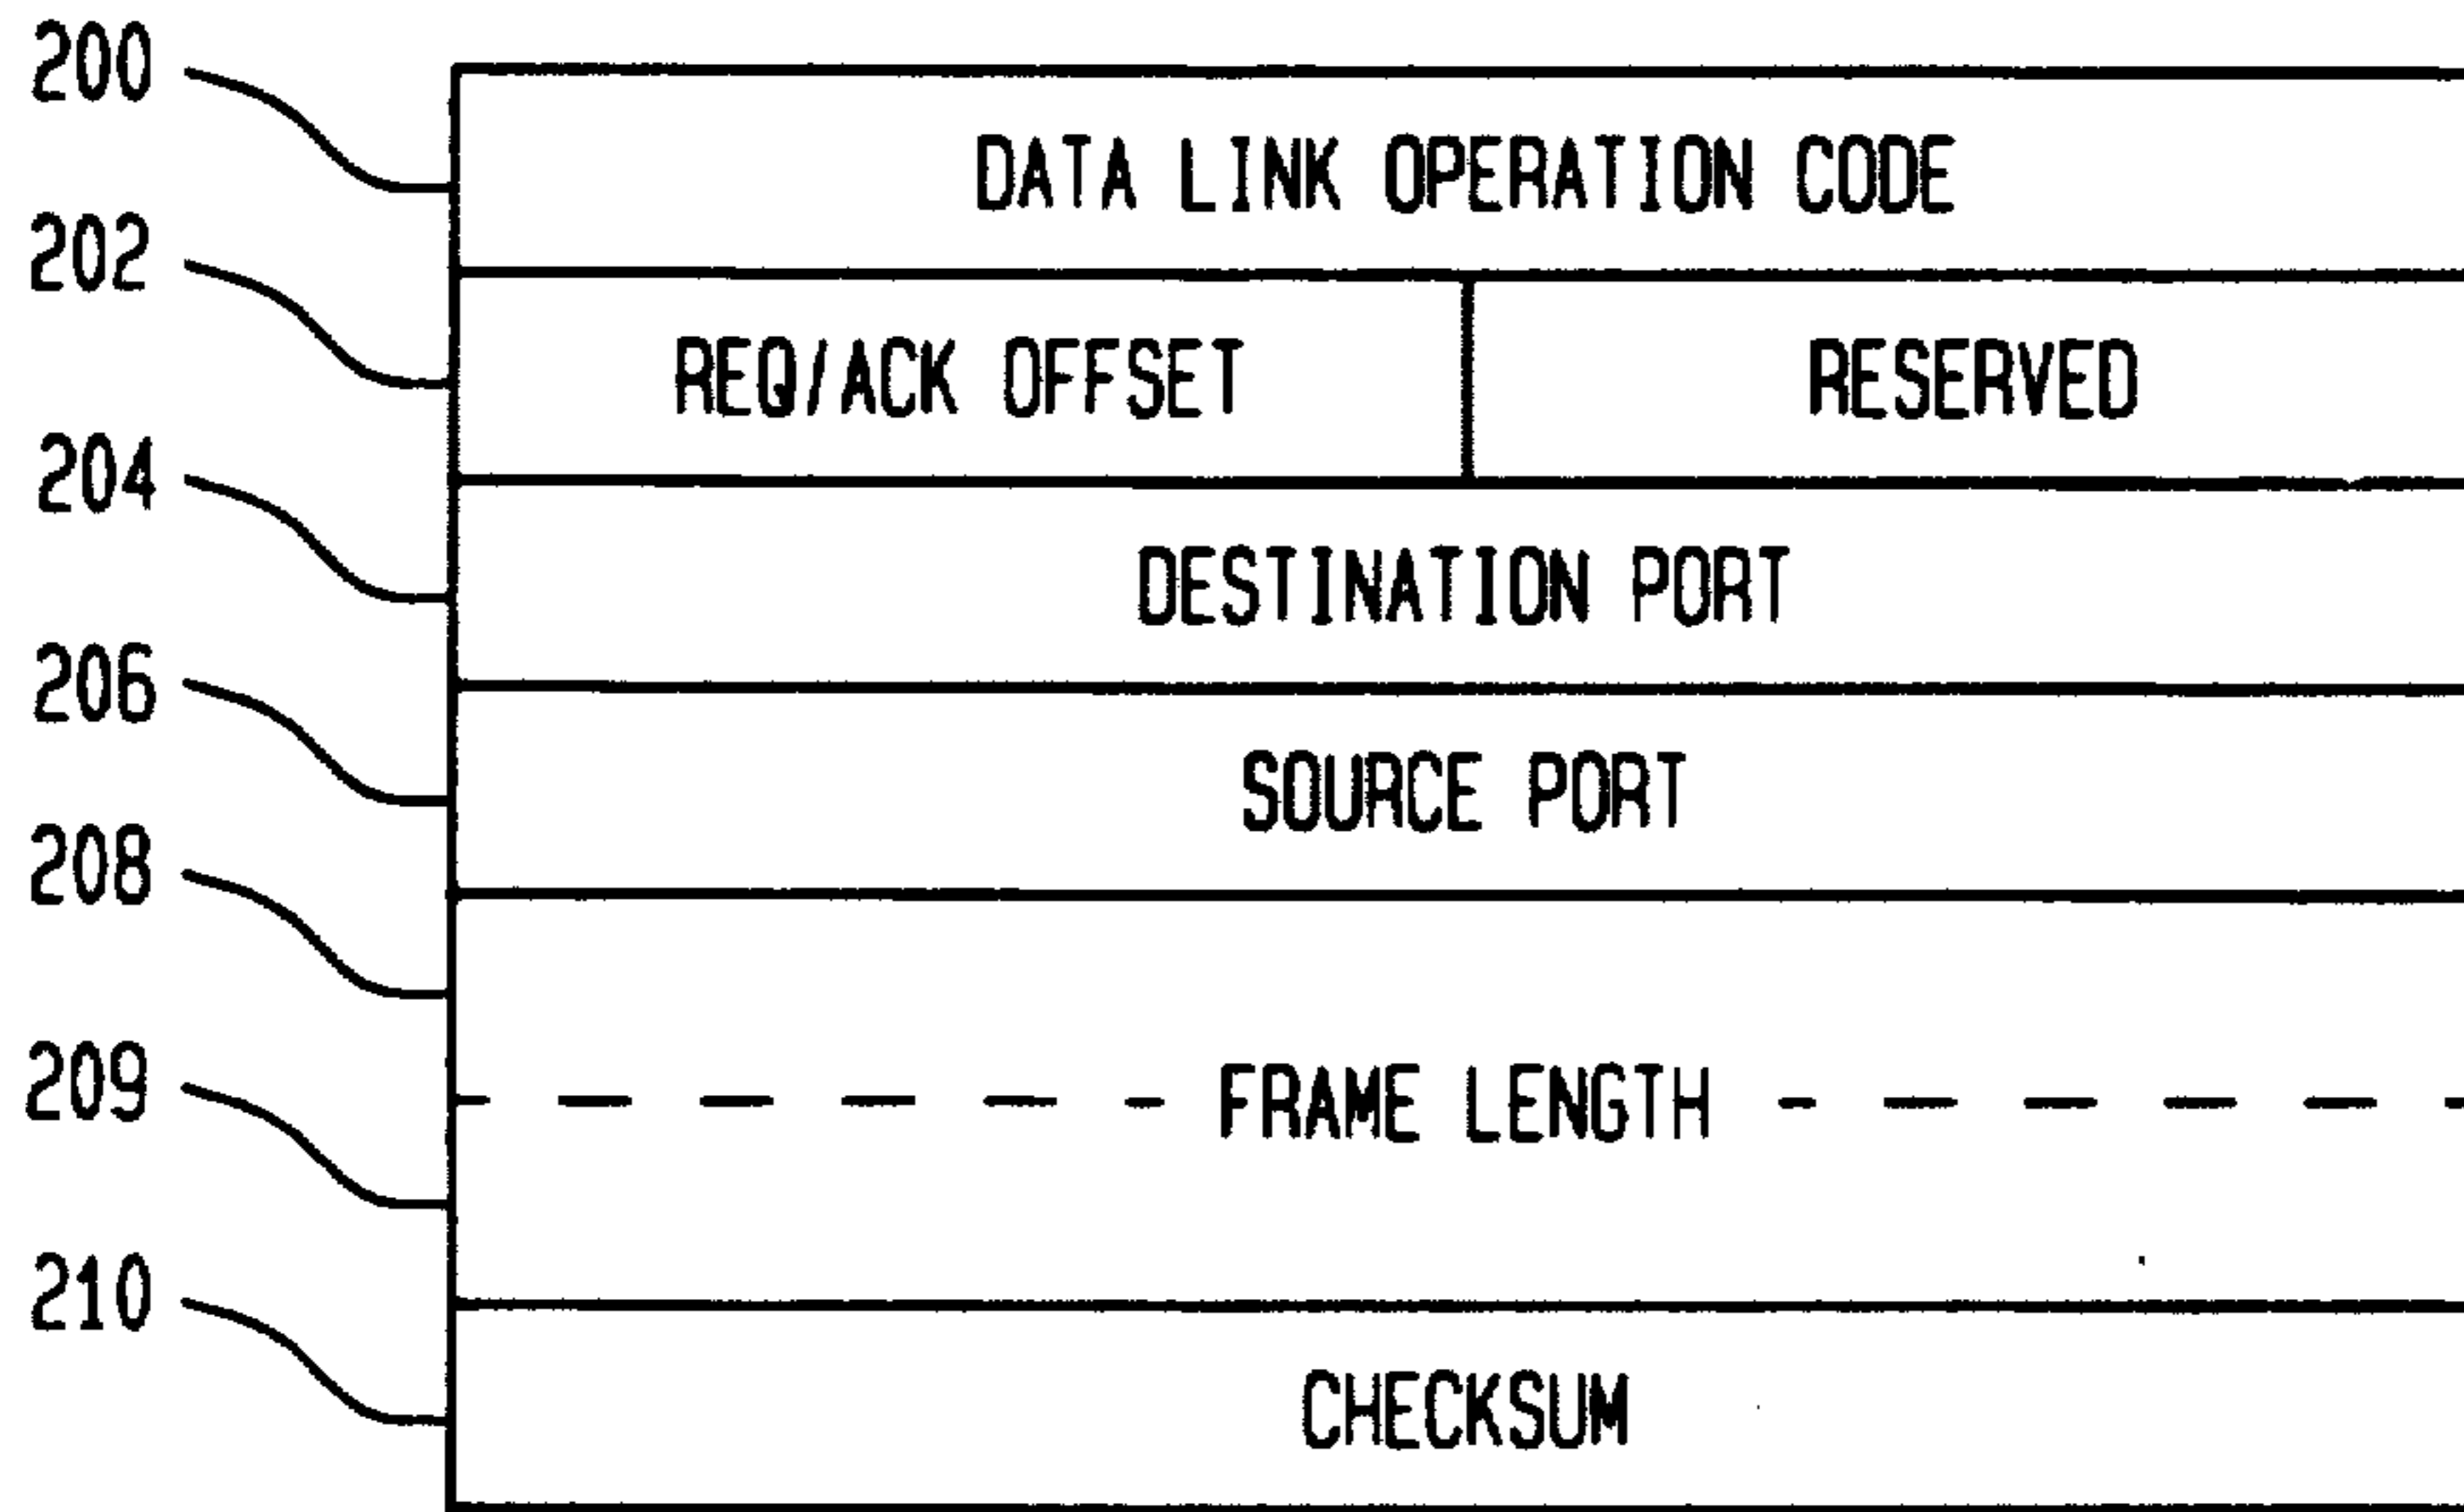 200
DATA LINK OPERATION CODE
202
REQ/ACK OFFSET RESERVED
204
DESTINATION PORT
206
SOURCE PORT
208
209
FRAME LENGTH
210
CHECKSUM